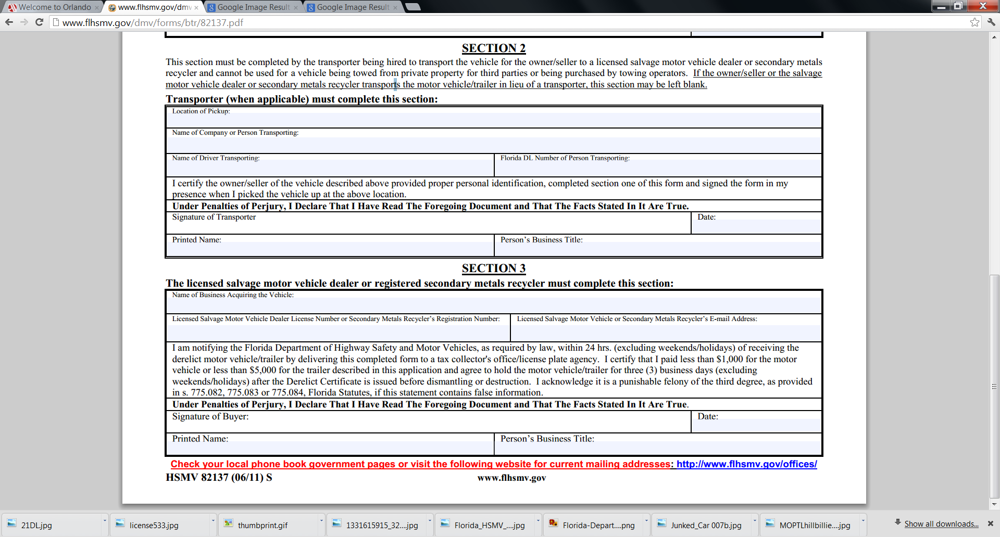 Welcome to Orlando
www.flhsmv.gov/dmv
Google Image Result
Google Image Result
www.flhsmv.gov/dmv/forms/btr/82137.pdf
SECTION 2
This section must be completed by the transporter being hired to transport the vehicle for the owner/seller to a licensed salvage motor vehicle dealer or secondary metals
recycler and cannot be used for a vehicle being towed from private property for third parties or being purchased by towing operators. If the owner/seller or the salvage
motor vehicle dealer or secondary metals recycler transports the motor vehicle/trailer in lieu of a transporter, this section may be left blank.
Transporter (when applicable) must complete this section:
Location of Pickup:
Name of Company or Person Transporting:
Name of Driver Transporting: Florida DL Number of Person Transporting:
I certify the owner/seller of the vehicle described above provided proper personal identification, completed section one of this form and signed the form in my
presence when I picked the vehicle up at the above location.
Under Penalties of Perjury, I Declare That I Have Read The Foregoing Document and That The Facts Stated In It Are True.
Signature of Transporter Date:
Printed Name: Person's Business Title:
SECTION 3
The licensed salvage motor vehicle dealer or registered secondary metals recycler must complete this section:
Name of Business Acquiring the Vehicle:
Licensed Salvage Motor Vehicle Dealer License Number or Secondary Metals Recycler's Registration Number: Licensed Salvage Motor Vehicle or Secondary Metals Recycler's E-mail Address:
I am notifying the Florida Department of Highway Safety and Motor Vehicles, as required by law, within 24 hrs. (excluding weekends/holidays) of receiving the
derelict motor vehicle/trailer by delivering this completed form to a tax collector's office/license plate agency. I certify that I paid less than $1,000 for the motor
vehicle or less than $5,000 for the trailer described in this application and agree to hold the motor vehicle/trailer for three (3) business days (excluding
weekends/holidays) after the Derelict Certificate is issued before dismantling or destruction. I acknowledge it is a punishable felony of the third degree, as provided
in s. 775.082, 775.083 or 775.084, Florida Statutes, if this statement contains false information.
Under Penalties of Perjury, I Declare That I Have Read The Foregoing Document and That The Facts Stated In It Are True.
Signature of Buyer: Date:
Printed Name: Person's Business Title:
Check your local phone book government pages or visit the following website for current mailing addresses: http://www.flhsmv.gov/offices/
HSMV 82137 (06/11) S www.flhsmv.gov
21DL.jpg license533.jpg thumbprint.gif 1331615915_32....jpg Florida_HSMV_....jpg Florida-Depart....png Junked_Car 007b.jpg MOPTLhillbillie....jpg Show all downloads...